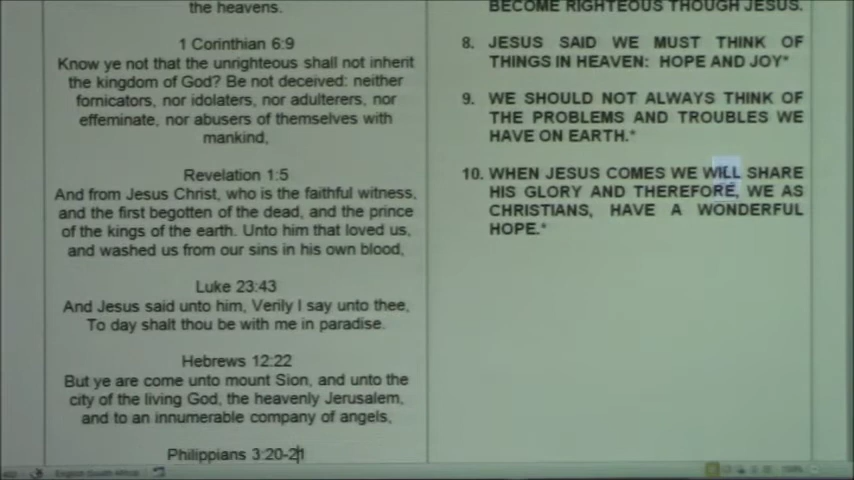 the heavens.
1 Corinthian 6:9
Know ye not that the unrighteous shall not inherit
the kingdom of God? Be not deceived: neither
fornicators, nor idolaters, nor adulterers, nor
effeminate, nor abusers of themselves with
mankind,
Revelation 1:5
And from Jesus Christ, who is the faithful witness,
and the first begotten of the dead, and the prince
of the kings of the earth. Unto him that loved us,
and washed us from our sins in his own blood,
Luke 23:43
And Jesus said unto him, Verily I say unto thee,
To day shalt thou be with me in paradise.
Hebrews 12:22
But ye are come unto mount Sion, and unto the
city of the living God, the heavenly Jerusalem,
and to an innumerable company of angels,
Philippians 3:20-21
BECOME RIGHTEOUS THOUGH JESUS.
8. JESUS SAID WE MUST THINK OF
THINGS IN HEAVEN: HOPE AND JOY*
9. WE SHOULD NOT ALWAYS THINK OF
THE PROBLEMS AND TROUBLES WE
HAVE ON EARTH.*
10. WHEN JESUS COMES WE WILL SHARE
HIS GLORY AND THEREFORE, WE AS
CHRISTIANS, HAVE A WONDERFUL
HOPE.*
English (South Africa)